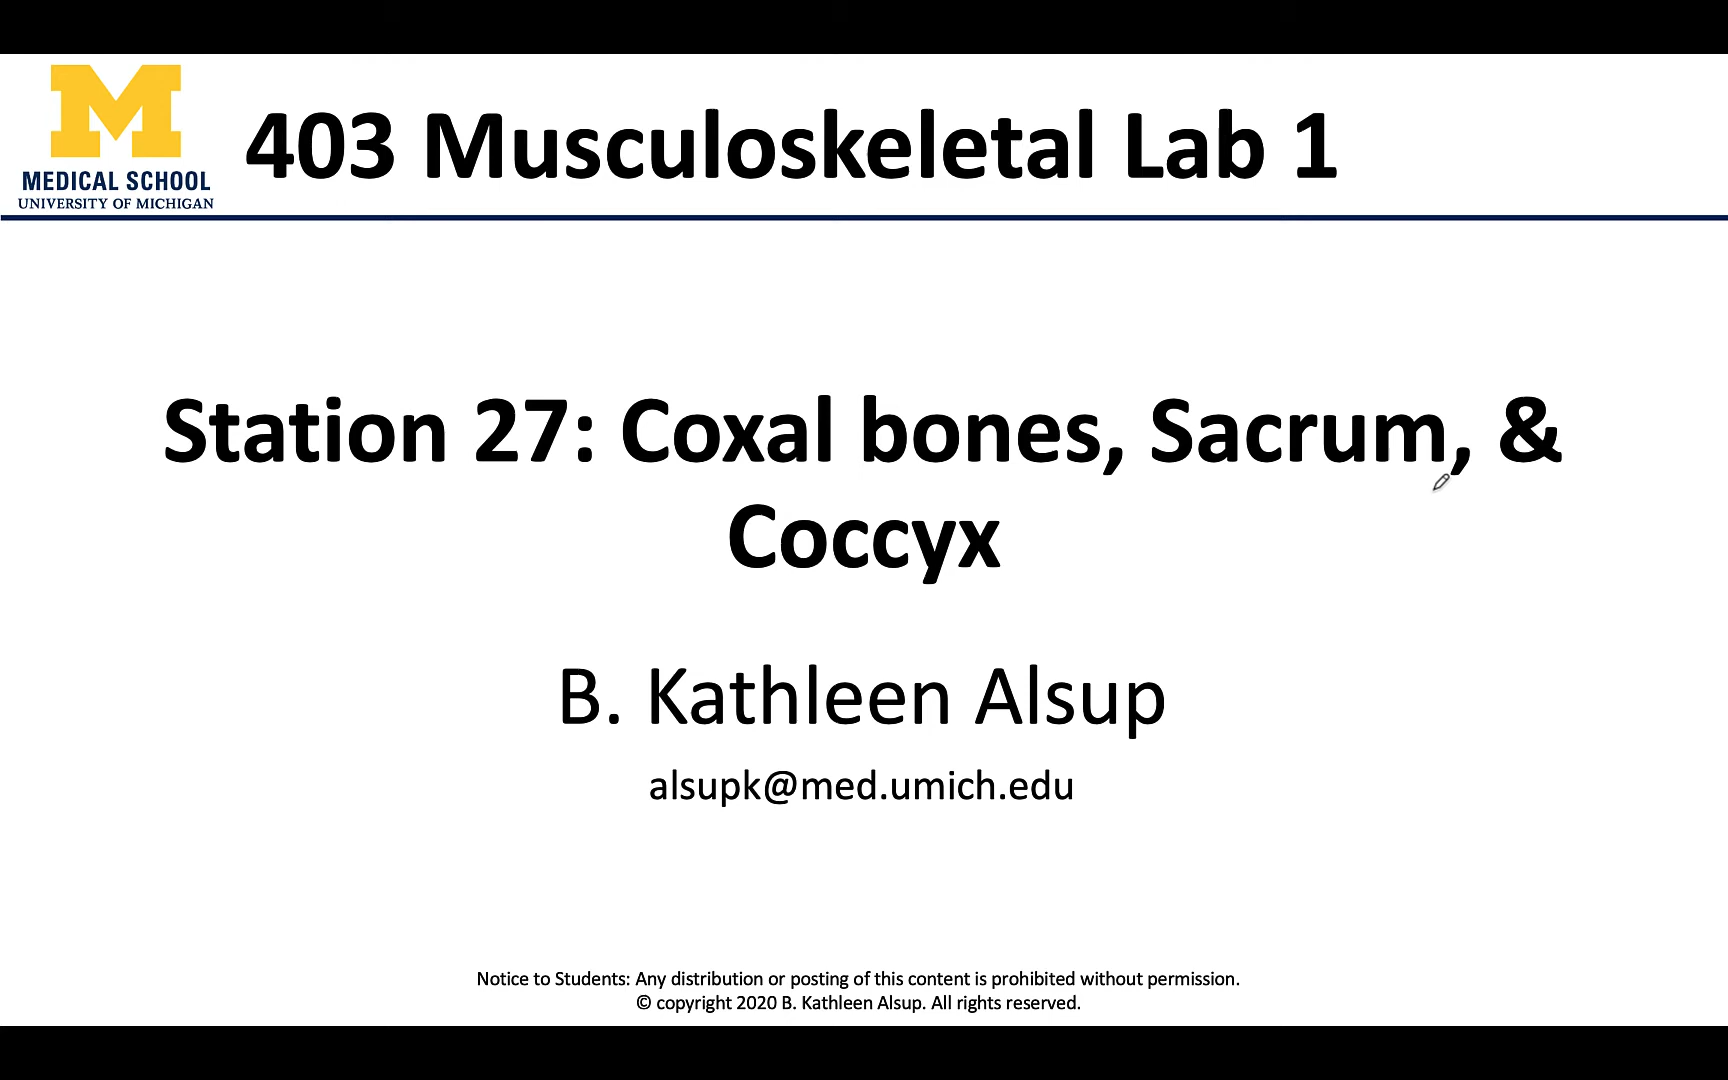 403 Musculoskeletal Lab 1
MEDICAL SCHOOL
UNIVERSITY OF MICHIGAN
Station 27: Coxal bones, Sacrum, &
Coccyx
B. Kathleen Alsup
alsupk@med.umich.edu
Notice to Students: Any distribution or posting of this content is prohibited without permission.
© copyright 2020 B. Kathleen Alsup. All rights reserved.